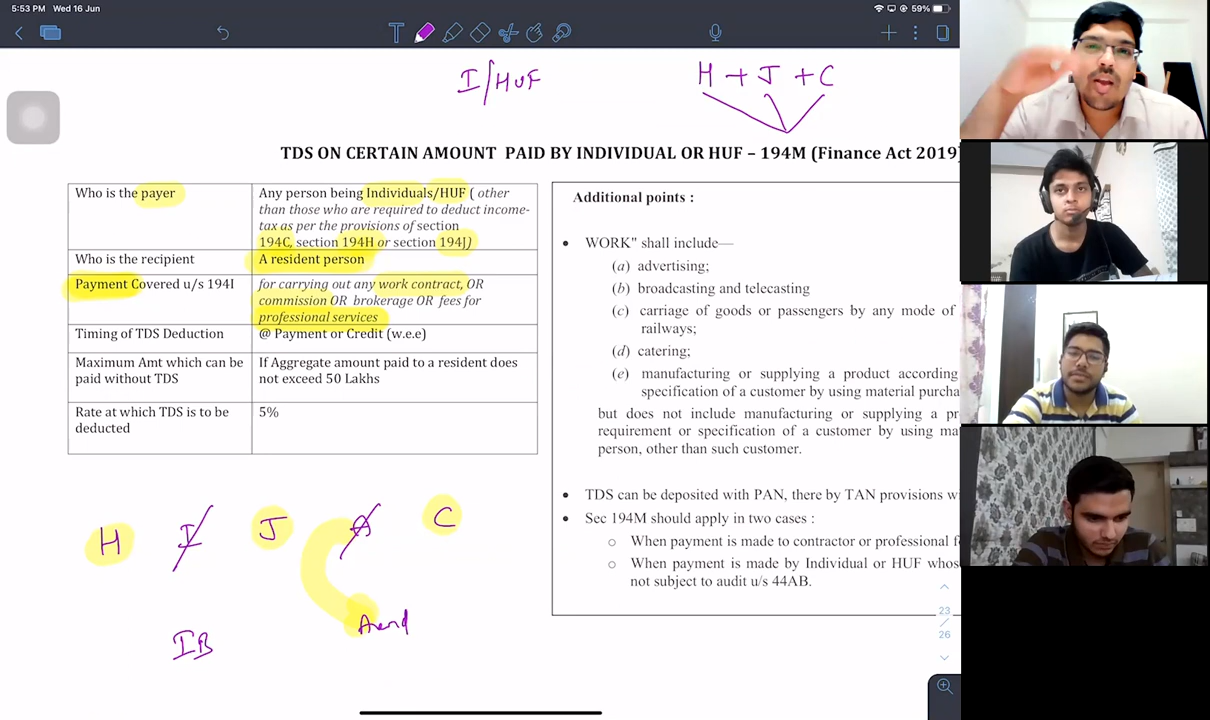 5:53 PM Wed 16 Jun
59%
I/HUF
H + J + C
TDS ON CERTAIN AMOUNT PAID BY INDIVIDUAL OR HUF – 194M (Finance Act 2019)
Who is the payer
Any person being Individuals/HUF ( other
than those who are required to deduct income-
tax as per the provisions of section
194C, section 194H or section 194J)
Who is the recipient
A resident person
Payment Covered u/s 194I
for carrying out any work contract, OR
commission OR brokerage OR fees for
professional services
Timing of TDS Deduction
@ Payment or Credit (w.e.e)
Maximum Amt which can be
paid without TDS
If Aggregate amount paid to a resident does
not exceed 50 Lakhs
Rate at which TDS is to be
deducted
5%
Additional points :
• WORK" shall include—
(a) advertising;
(b) broadcasting and telecasting
(c) carriage of goods or passengers by any mode of
railways;
(d) catering;
(e) manufacturing or supplying a product according
specification of a customer by using material purcha
but does not include manufacturing or supplying a pr
requirement or specification of a customer by using ma
person, other than such customer.
• TDS can be deposited with PAN, there by TAN provisions w
• Sec 194M should apply in two cases :
o When payment is made to contractor or professional f
o When payment is made by Individual or HUF whos
not subject to audit u/s 44AB.
H I J A C
IB
23
/
26